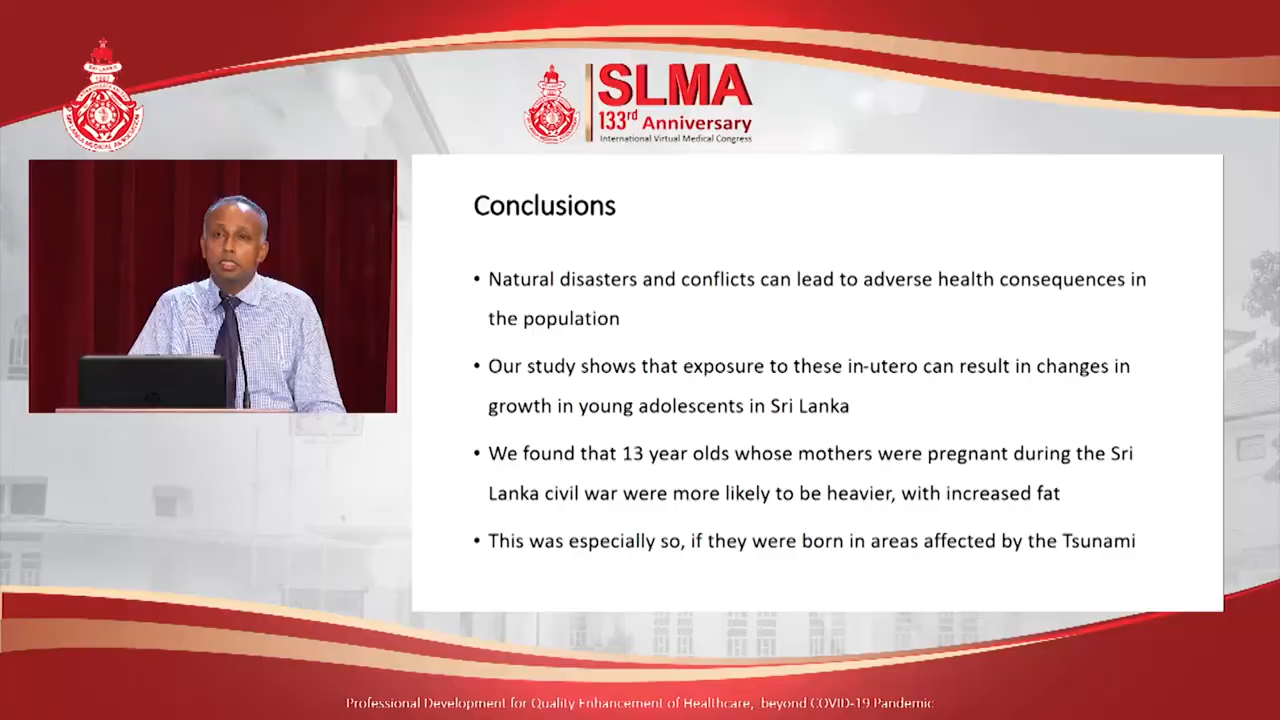 SRI LANKA
SLMA
133rd Anniversary
International Virtual Medical Congress
Conclusions
• Natural disasters and conflicts can lead to adverse health consequences in
the population
• Our study shows that exposure to these in-utero can result in changes in
growth in young adolescents in Sri Lanka
• We found that 13 year olds whose mothers were pregnant during the Sri
Lanka civil war were more likely to be heavier, with increased fat
• This was especially so, if they were born in areas affected by the Tsunami
Professional Development for Quality Enhancement of Healthcare, beyond COVID-19 Pandemic